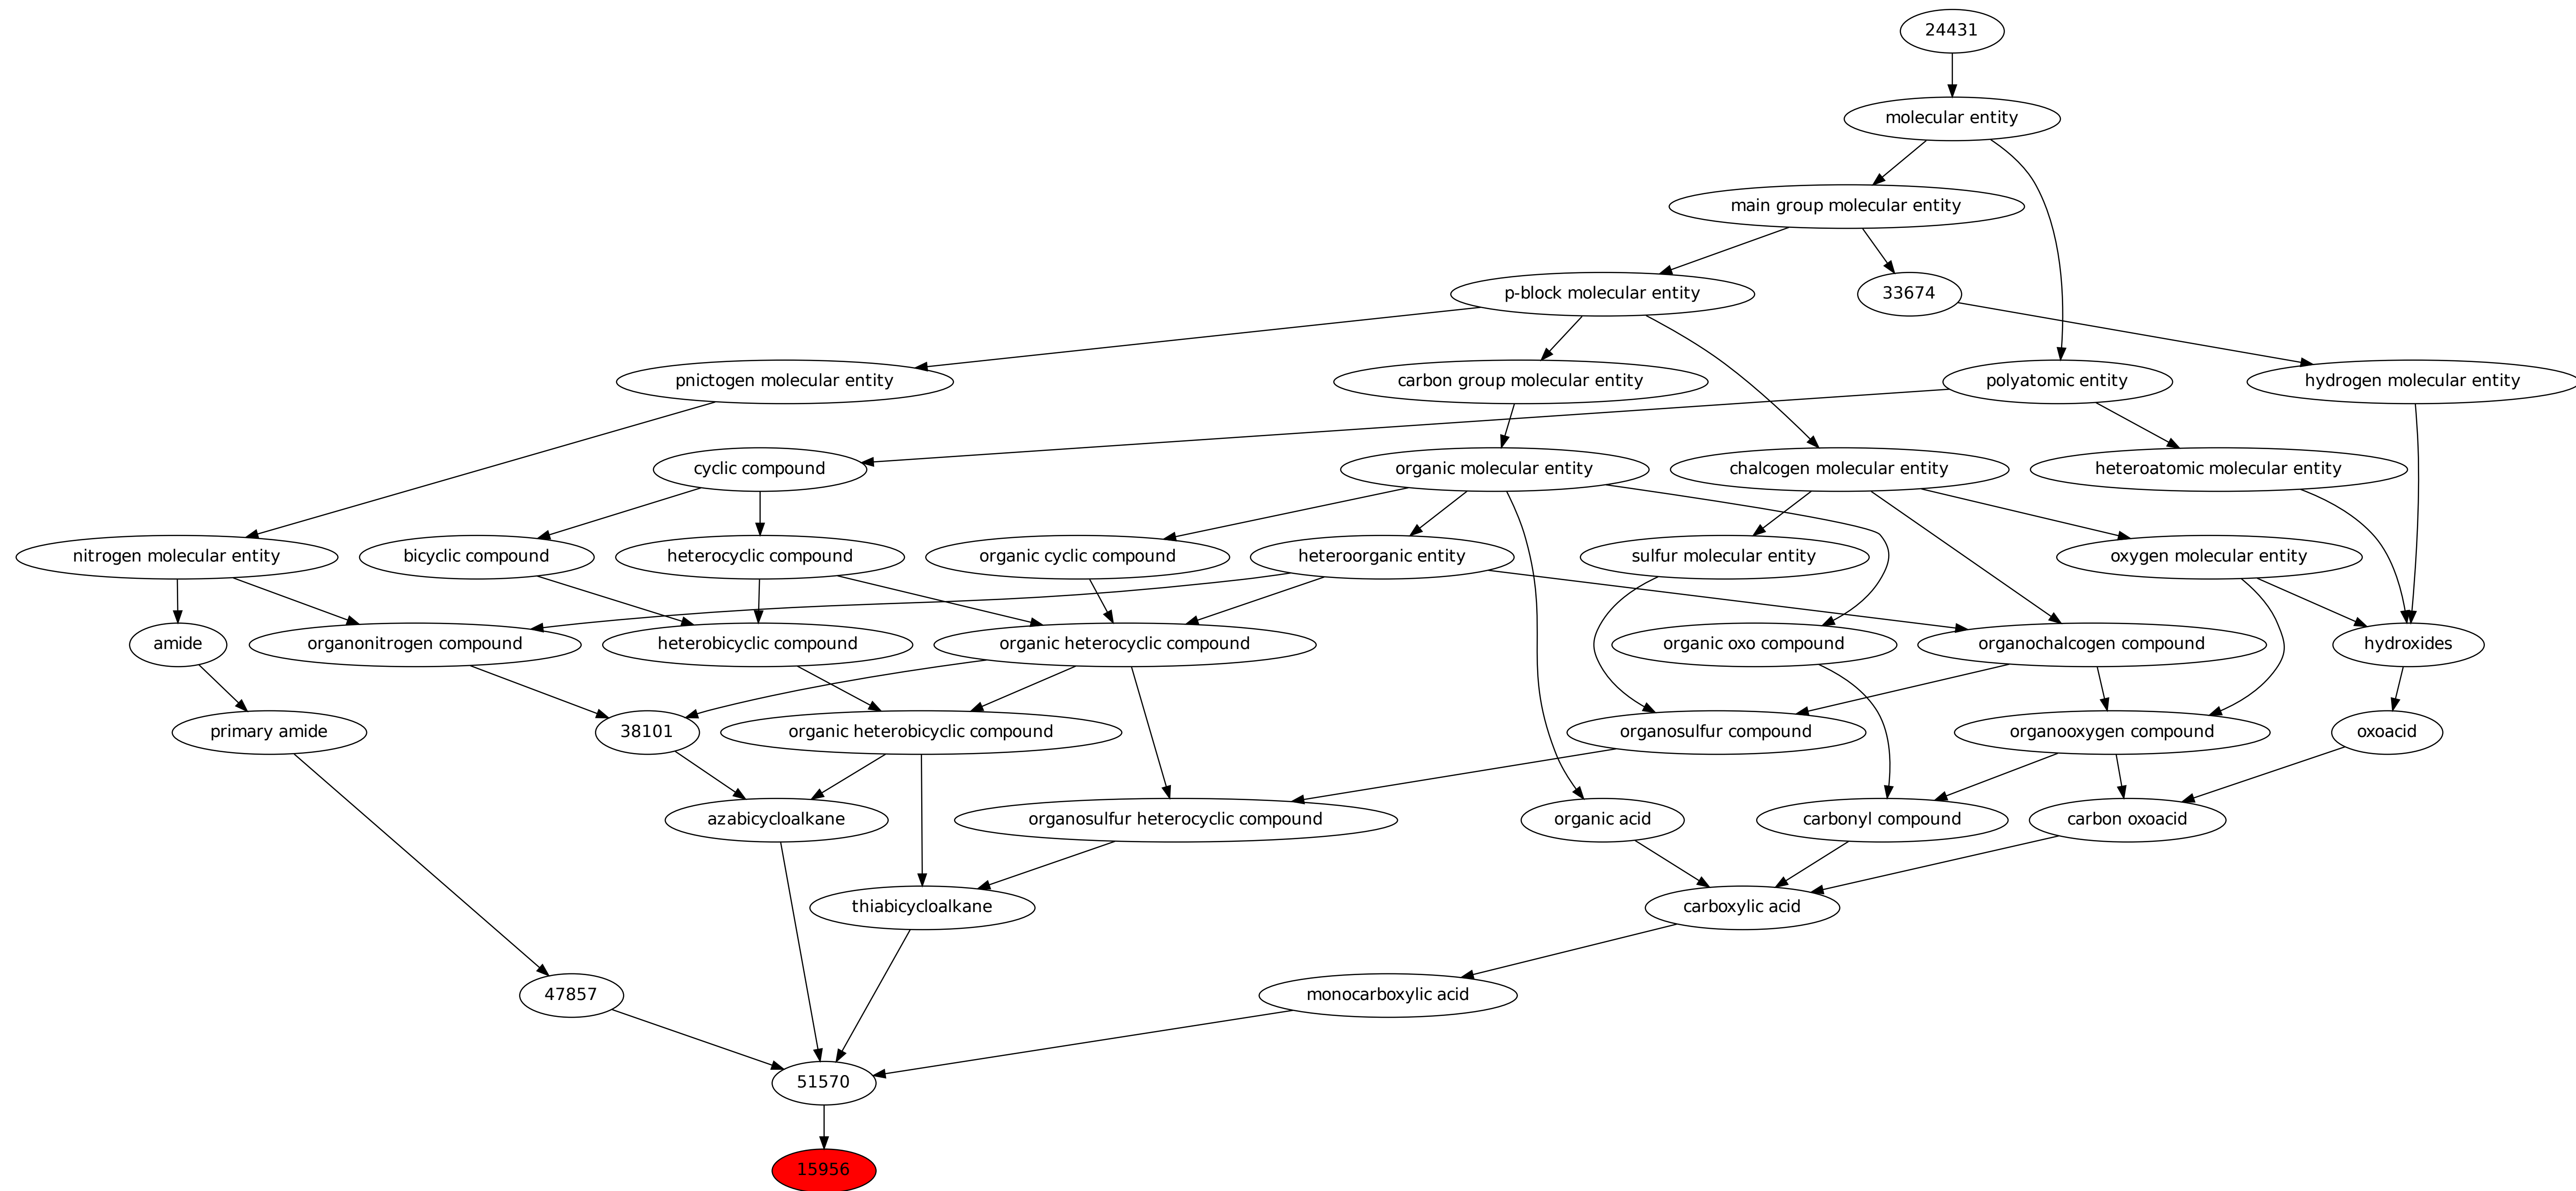 24431
molecular entity
main group molecular entity
p-block molecular entity
33674
pnictogen molecular entity
carbon group molecular entity
polyatomic entity
hydrogen molecular entity
cyclic compound
organic molecular entity
chalcogen molecular entity
heteroatomic molecular entity
nitrogen molecular entity
bicyclic compound
heterocyclic compound
organic cyclic compound
heteroorganic entity
sulfur molecular entity
oxygen molecular entity
amide
organonitrogen compound
heterobicyclic compound
organic heterocyclic compound
organic oxo compound
organochalcogen compound
hydroxides
primary amide
38101
organic heterobicyclic compound
organosulfur compound
organooxygen compound
oxoacid
azabicycloalkane
organosulfur heterocyclic compound
organic acid
carbonyl compound
carbon oxoacid
thiabicycloalkane
carboxylic acid
47857
monocarboxylic acid
51570
15956